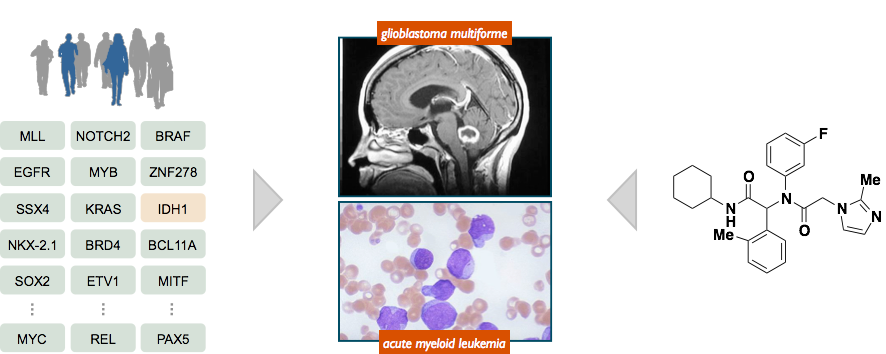 glioblastoma multiforme
MLL NOTCH2 BRAF
EGFR MYB ZNF278
SSX4 KRAS IDH1
NKX-2.1 BRD4 BCL11A
SOX2 ETV1 MITF
⋮ ⋮ ⋮
MYC REL PAX5
acute myeloid leukemia
F
Me
O
N
N
N
N
H
O
Me